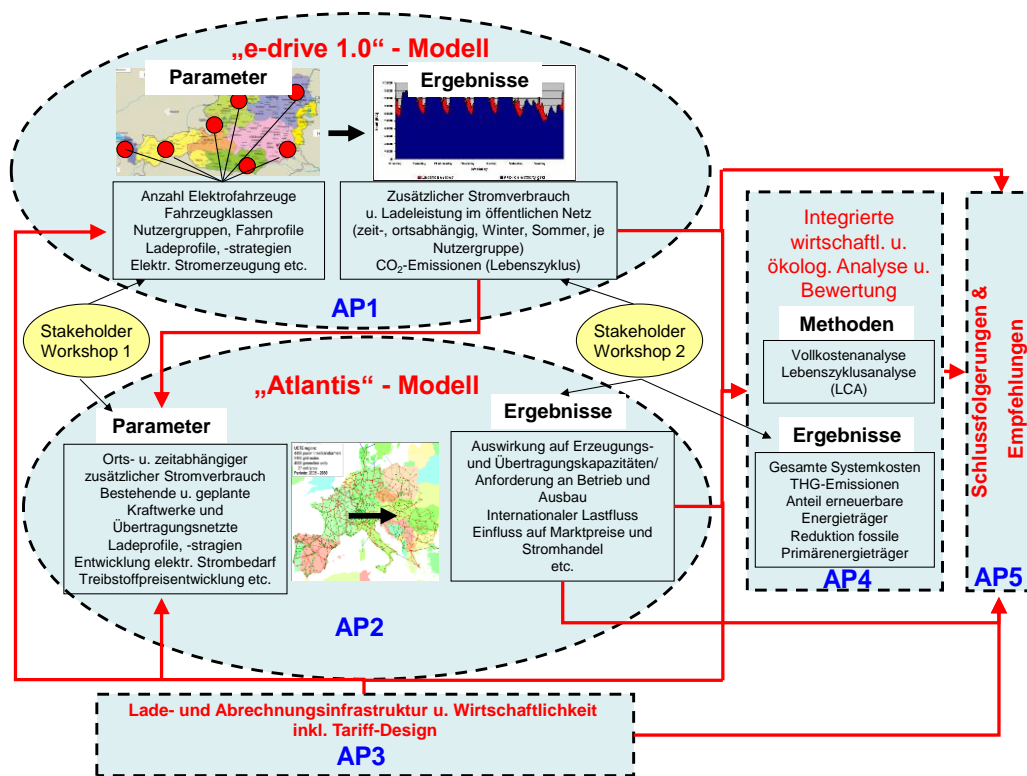 „e-drive 1.0“ - Modell
Parameter
Ergebnisse
Anzahl Elektrofahrzeuge
Fahrzeugklassen
Nutzergruppen, Fahrprofile
Ladeprofile, -strategien
Elektr. Stromerzeugung etc.
Zusätzlicher Stromverbrauch
u. Ladeleistung im öffentlichen Netz
(zeit-, ortsabhängig, Winter, Sommer, je
Nutzergruppe)
CO₂-Emissionen (Lebenszyklus)
AP1
Stakeholder
Workshop 1
Stakeholder
Workshop 2
„Atlantis“ - Modell
Parameter
Ergebnisse
Orts- u. zeitabhängiger
zusätzlicher Stromverbrauch
Bestehende u. geplante
Kraftwerke und
Übertragungsnetzte
Ladeprofile, -stragien
Entwicklung elektr. Strombedarf
Treibstoffpreisentwicklung etc.
Auswirkung auf Erzeugungs-
und Übertragungskapazitäten/
Anforderung an Betrieb und
Ausbau
Internationaler Lastfluss
Einfluss auf Marktpreise und
Stromhandel
etc.
AP2
Lade- und Abrechnungsinfrastruktur u. Wirtschaftlichkeit
inkl. Tariff-Design
AP3
Integrierte
wirtschaftl. u.
ökolog. Analyse u.
Bewertung
Methoden
Vollkostenanalyse
Lebenszyklusanalyse
(LCA)
Ergebnisse
Gesamte Systemkosten
THG-Emissionen
Anteil erneuerbare
Energieträger
Reduktion fossile
Primärenergieträger
AP4
Schlussfolgerungen &
Empfehlungen
AP5